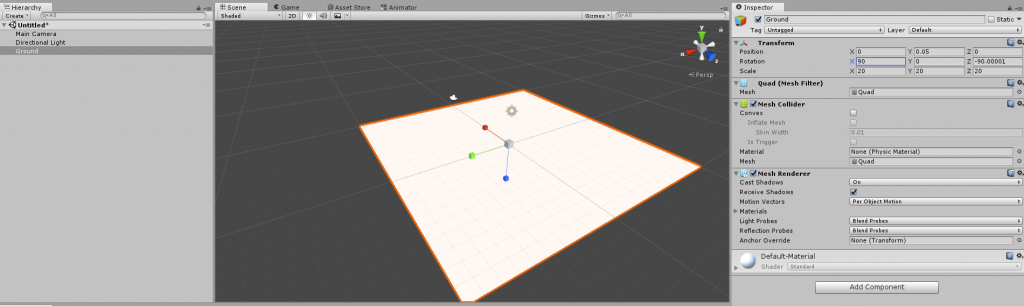 Hierarchy
Create
All
Untitled*
Main Camera
Directional Light
Ground
Scene
Game
Asset Store
Animator
Shaded
2D
Gizmos
All
y
x
z
Persp
Inspector
Ground
Static
Tag
Untagged
Layer
Default
Transform
Position X 0 Y 0.05 Z 0
Rotation X 90 Y 0 Z -90.00001
Scale X 20 Y 20 Z 20
Quad (Mesh Filter)
Mesh Quad
Mesh Collider
Convex
Inflate Mesh
Skin Width 0.01
Is Trigger
Material None (Physic Material)
Mesh Quad
Mesh Renderer
Cast Shadows On
Receive Shadows
Motion Vectors Per Object Motion
Materials
Light Probes Blend Probes
Reflection Probes Blend Probes
Anchor Override None (Transform)
Default-Material
Shader Standard
Add Component